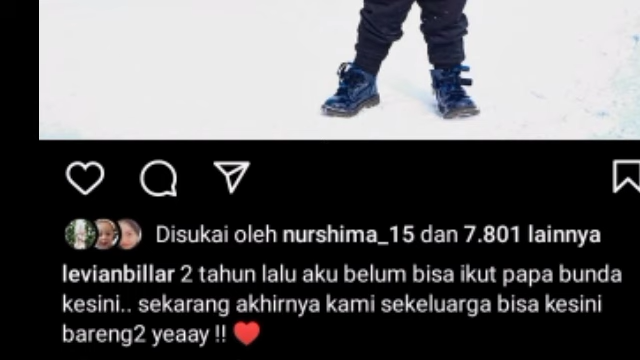 Disukai oleh nurshima_15 dan 7.801 lainnya
levianbillar 2 tahun lalu aku belum bisa ikut papa bunda
kesini.. sekarang akhirnya kami sekeluarga bisa kesini
bareng2 yeaay !! ❤️